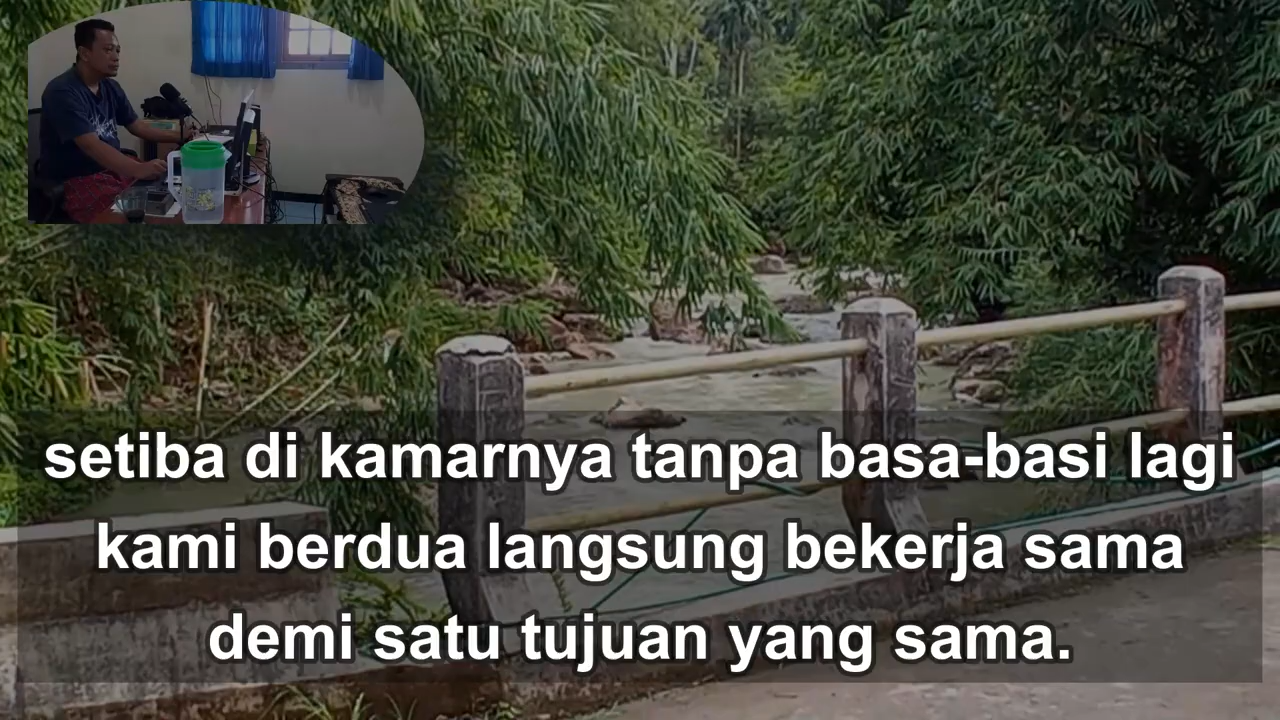 setiba di kamarnya tanpa basa-basi lagi
kami berdua langsung bekerja sama
demi satu tujuan yang sama.